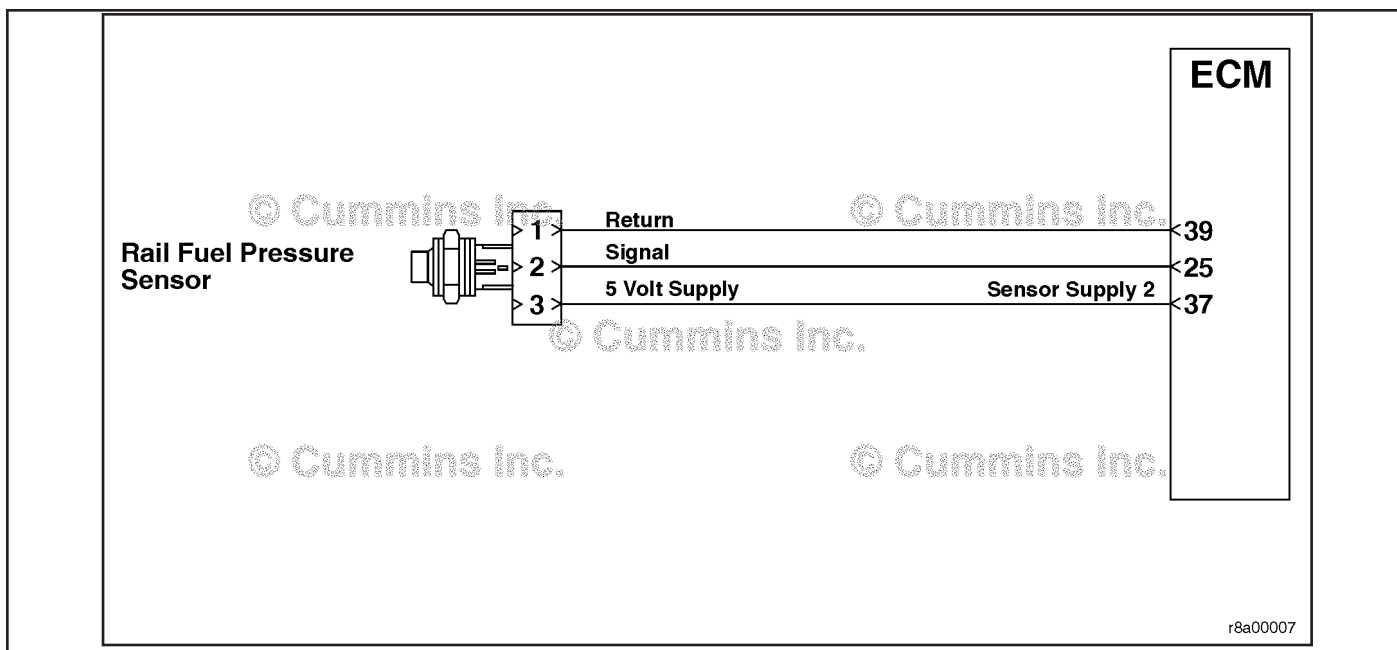 ECM
© Cummins Inc.
© Cummins Inc.
Rail Fuel Pressure
Sensor
1
Return
39
2
Signal
25
3
5 Volt Supply
Sensor Supply 2
37
© Cummins Inc.
© Cummins Inc.
© Cummins Inc.
r8a00007